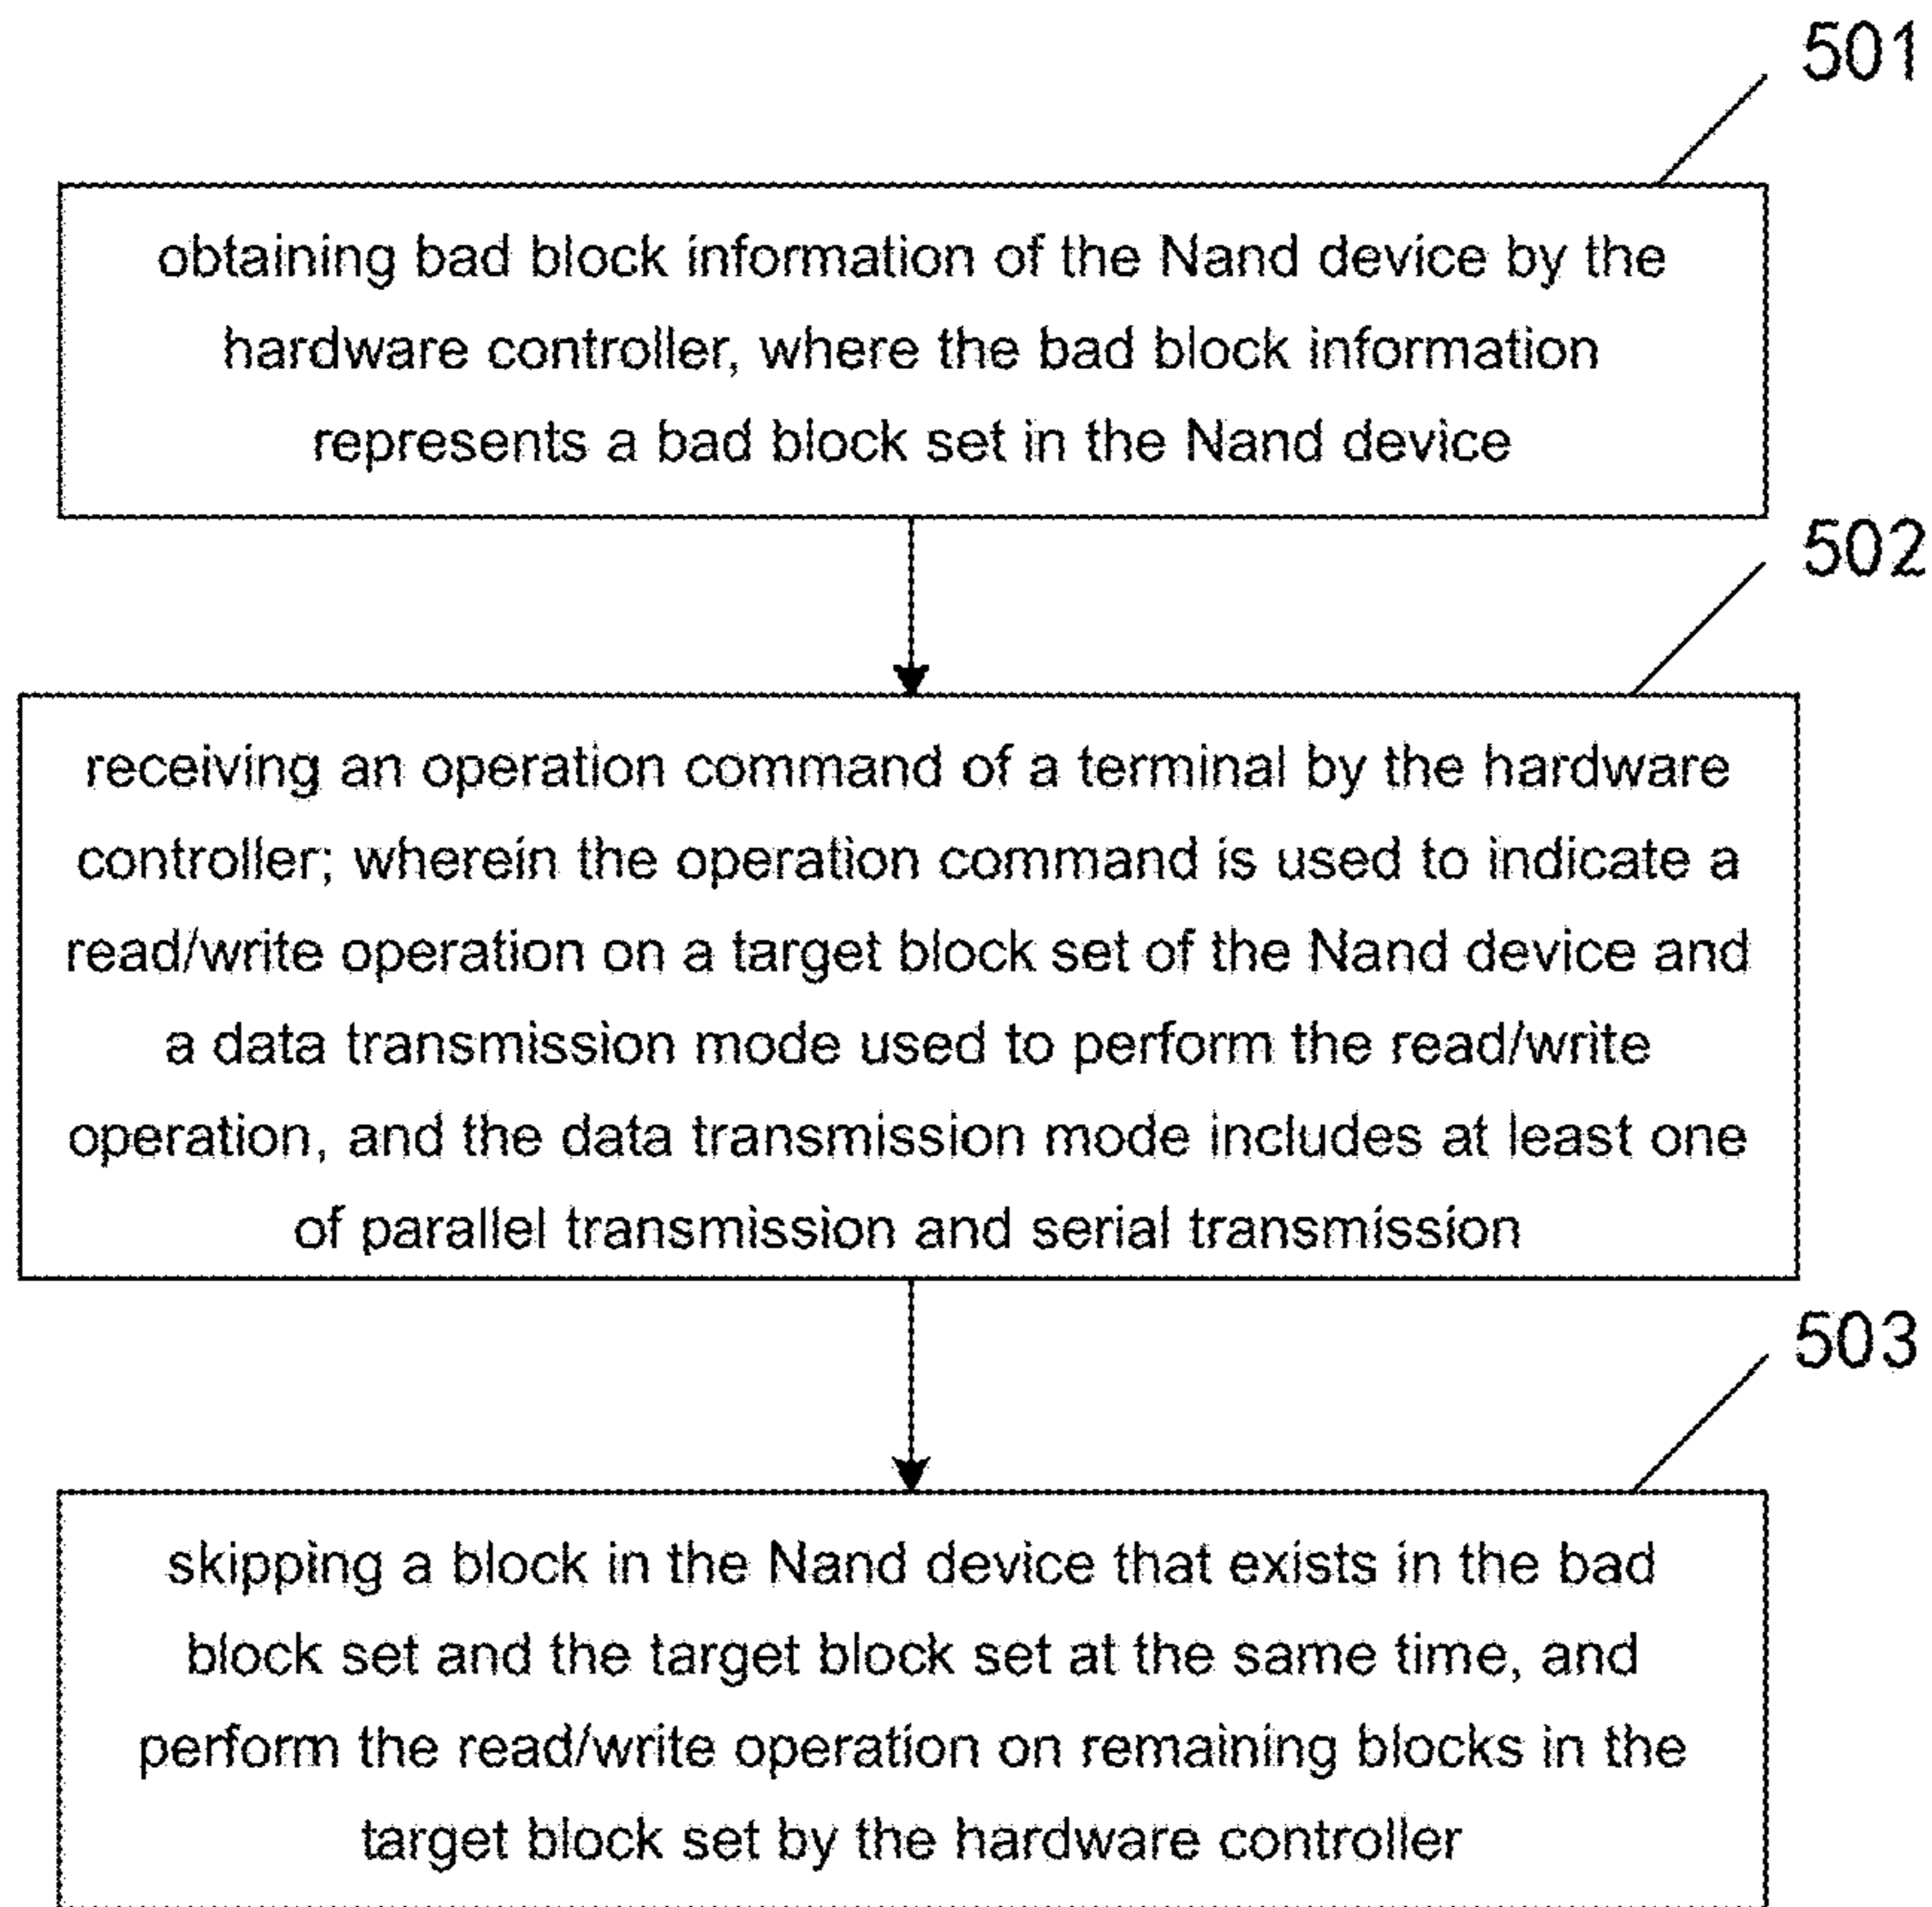 501
obtaining bad block information of the Nand device by the
hardware controller, where the bad block information
represents a bad block set in the Nand device
502
receiving an operation command of a terminal by the hardware
controller; wherein the operation command is used to indicate a
read/write operation on a target block set of the Nand device and
a data transmission mode used to perform the read/write
operation, and the data transmission mode includes at least one
of parallel transmission and serial transmission
503
skipping a block in the Nand device that exists in the bad
block set and the target block set at the same time, and
perform the read/write operation on remaining blocks in the
target block set by the hardware controller